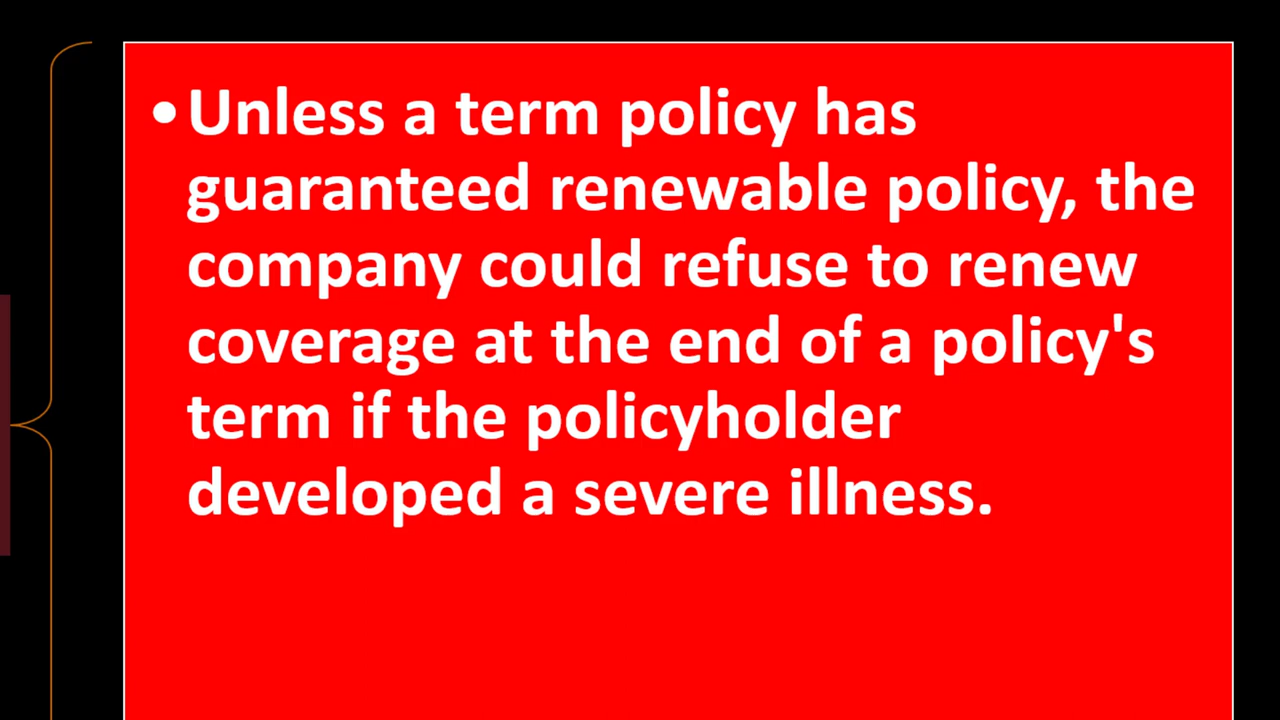 •Unless a term policy has
guaranteed renewable policy, the
company could refuse to renew
coverage at the end of a policy's
term if the policyholder
developed a severe illness.